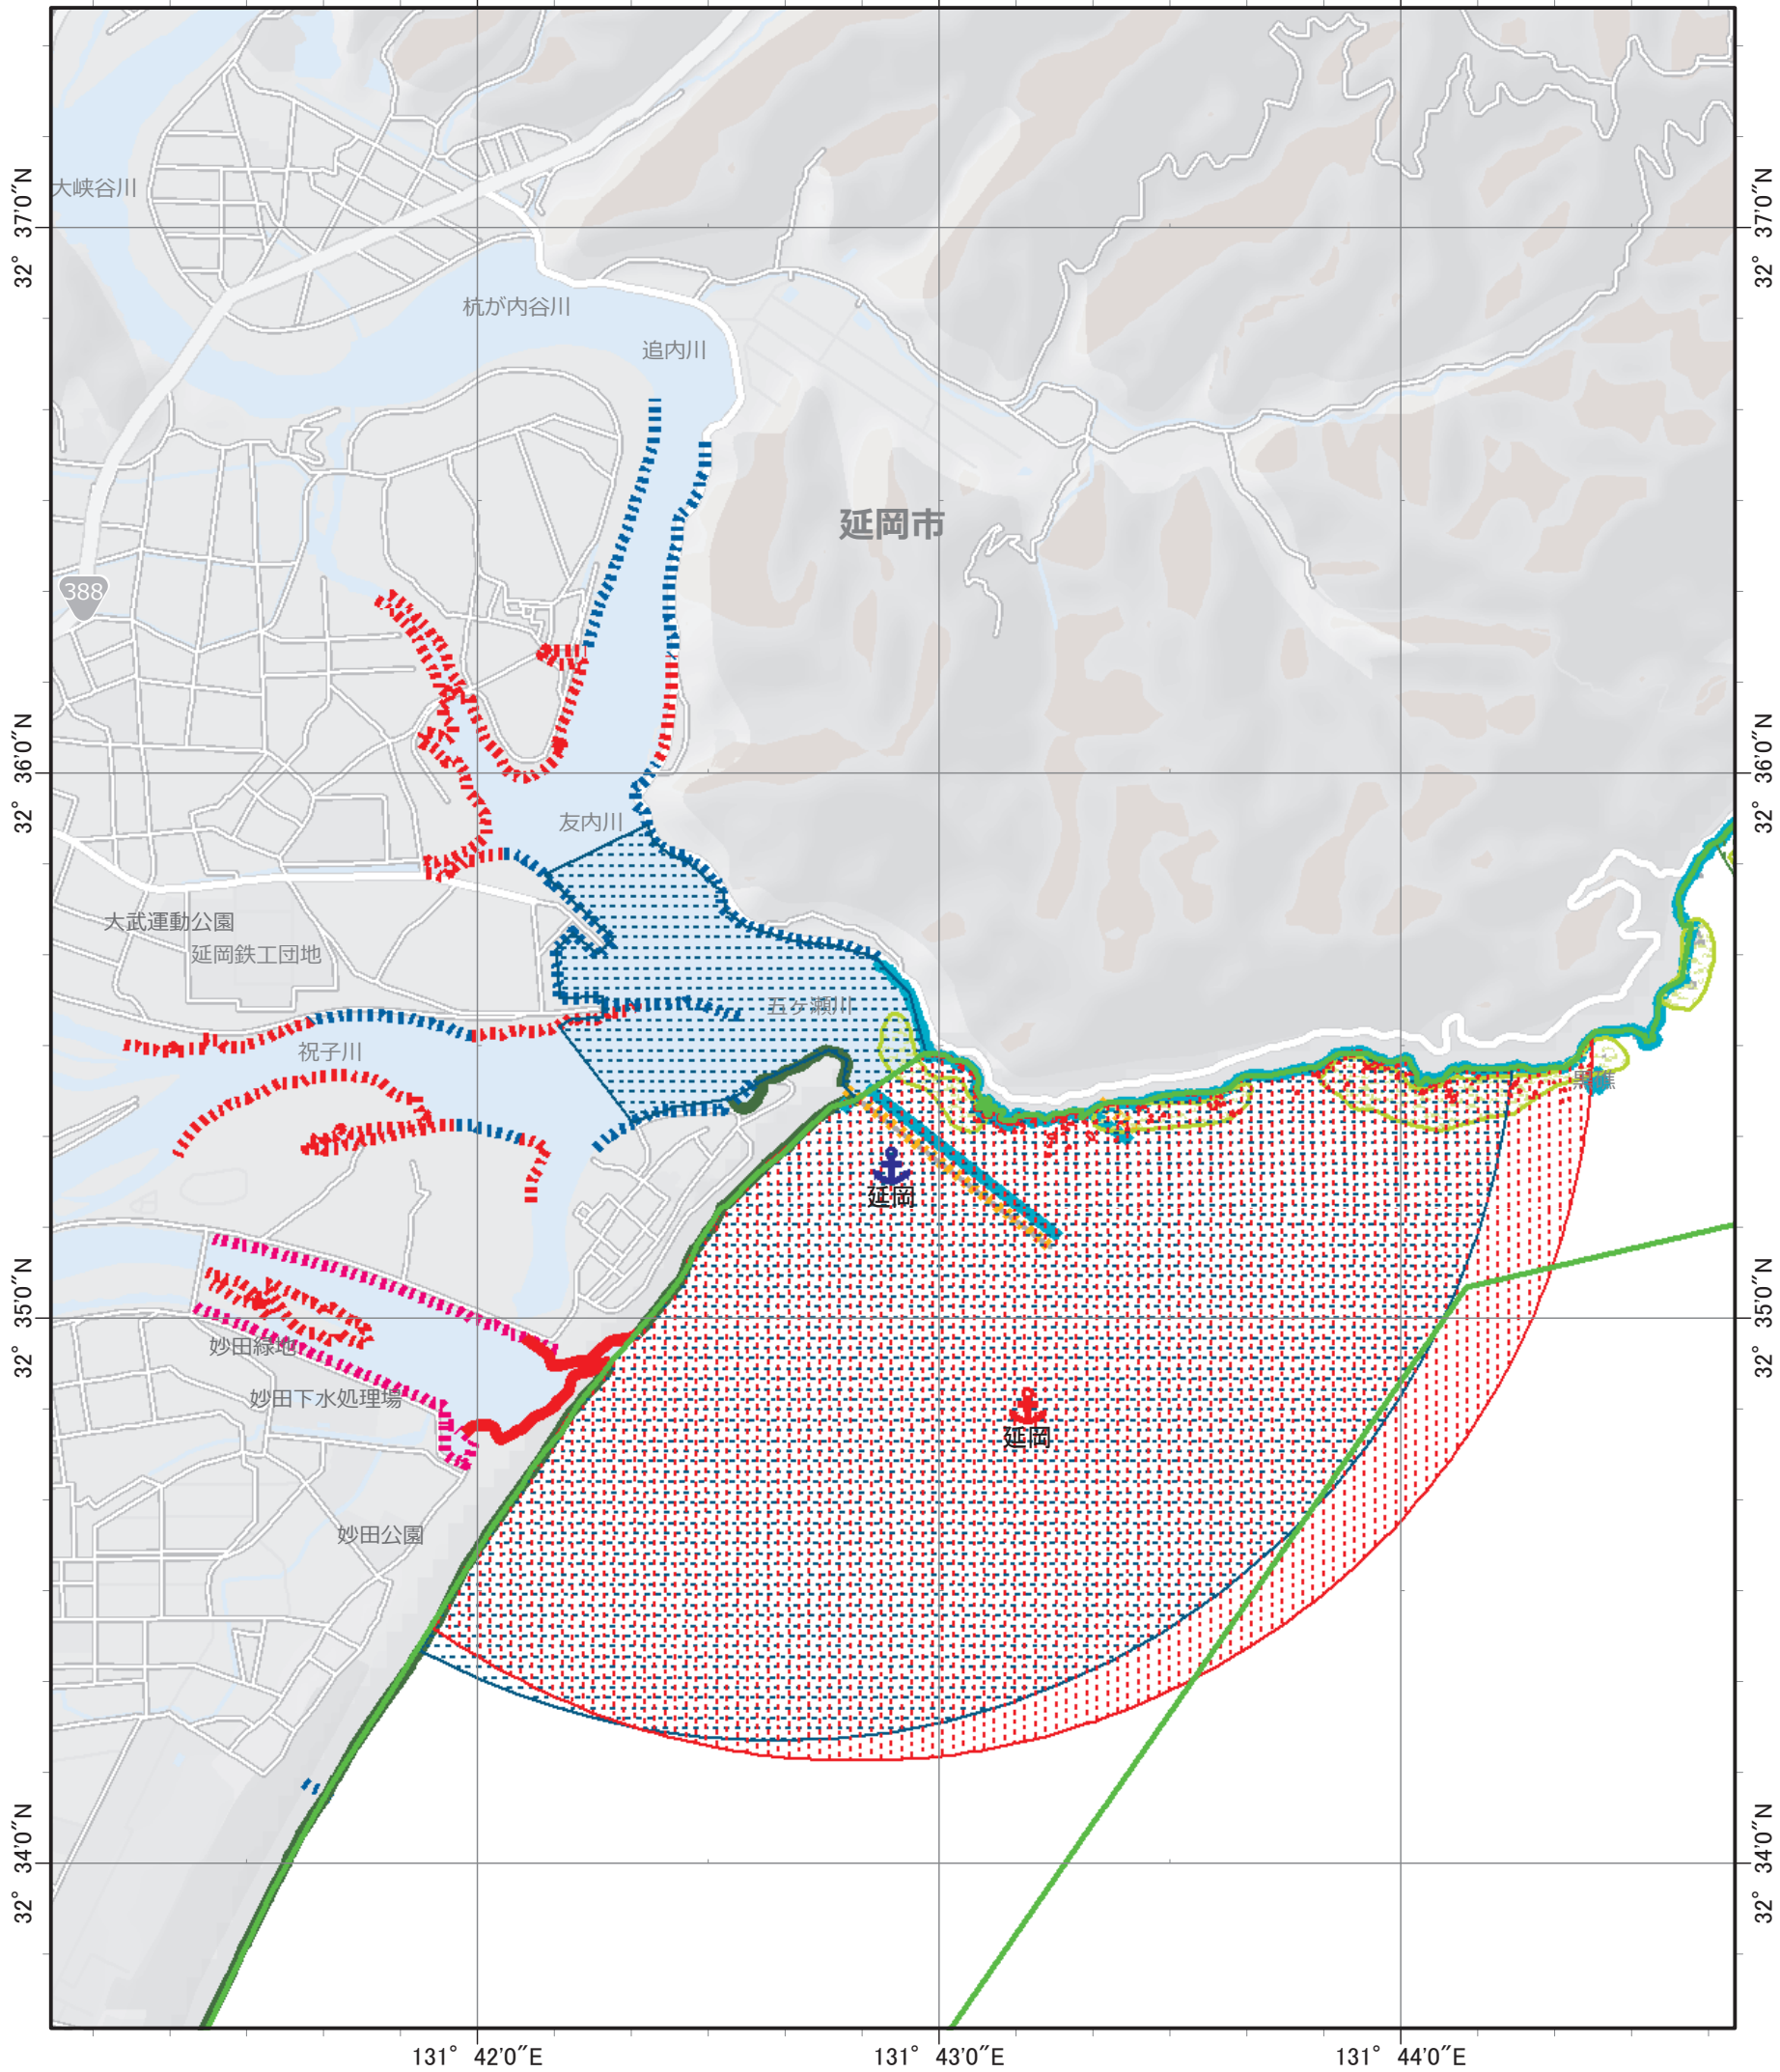 大峡谷川
杭が内谷川
追内川
延岡市
388
友内川
大武運動公園
延岡鉄工団地
五ヶ瀬川
祝子川
延岡
妙田緑地
妙田下水処理場
延岡
妙田公園
32° 37'0"N
32° 36'0"N
32° 35'0"N
32° 34'0"N
32° 37'0"N
32° 36'0"N
32° 35'0"N
32° 34'0"N
131° 42'0"E
131° 43'0"E
131° 44'0"E